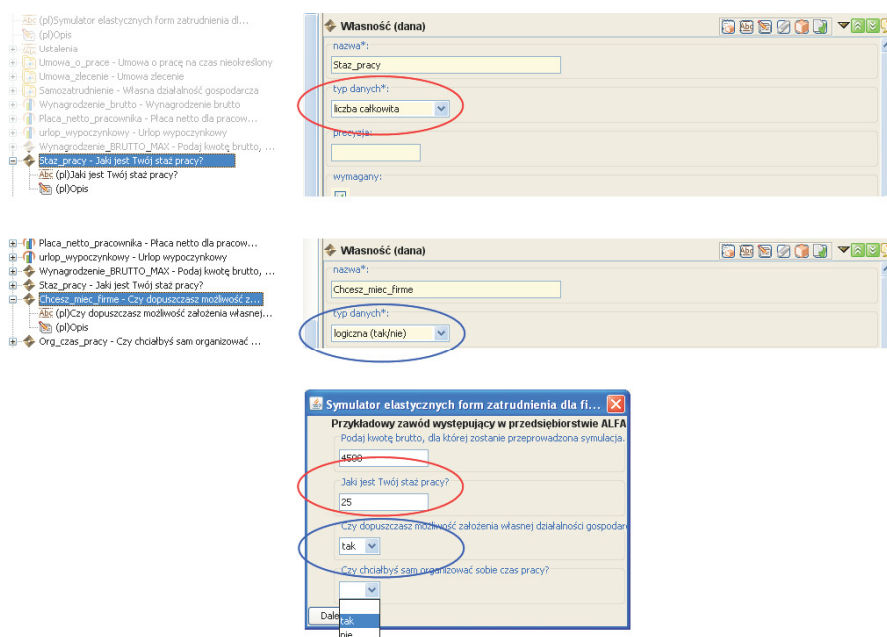 (pl)Symulator elastycznych form zatrudnienia dl...
(pl)Opis
Ustalenia
Umowa_o_prace - Umowa o pracę na czas nieokreślony
Umowa_zlecenie - Umowa zlecenie
Samozatrudnienie - Własna działalność gospodarcza
Wynagrodzenie_brutto - Wynagrodzenie brutto
Placa_netto_pracownika - Płaca netto dla pracow...
urlop_wypoczynkowy - Urlop wypoczynkowy
Wynagrodzenie_BRUTTO_MAX - Podaj kwotę brutto, ...
Staz_pracy - Jaki jest Twój staż pracy?
Abc (pl)Jaki jest Twój staż pracy?
(pl)Opis
Własność (dana)
nazwa*:
Staz_pracy
typ danych*:
liczba całkowita
precyzja:
wymagany:
Placa_netto_pracownika - Płaca netto dla pracow...
urlop_wypoczynkowy - Urlop wypoczynkowy
Wynagrodzenie_BRUTTO_MAX - Podaj kwotę brutto, ...
Staz_pracy - Jaki jest Twój staż pracy?
Chcesz_miec_firme - Czy dopuszczasz możliwość z...
Abc (pl)Czy dopuszczasz możliwość założenia własnej...
(pl)Opis
Org_czas_pracy - Czy chciałbyś sam organizować ...
Własność (dana)
nazwa*:
Chcesz_miec_firme
typ danych*:
logiczna (tak/nie)
Symulator elastycznych form zatrudnienia dla fi...
Przykładowy zawód występujący w przedsiębiorstwie ALFA
Podaj kwotę brutto, dla której zostanie przeprowadzona symulacja.
4500
Jaki jest Twój staż pracy?
25
Czy dopuszczasz możliwość założenia własnej działalności gospodar
tak
Czy chciałbyś sam organizować sobie czas pracy?
Dale
tak
nie